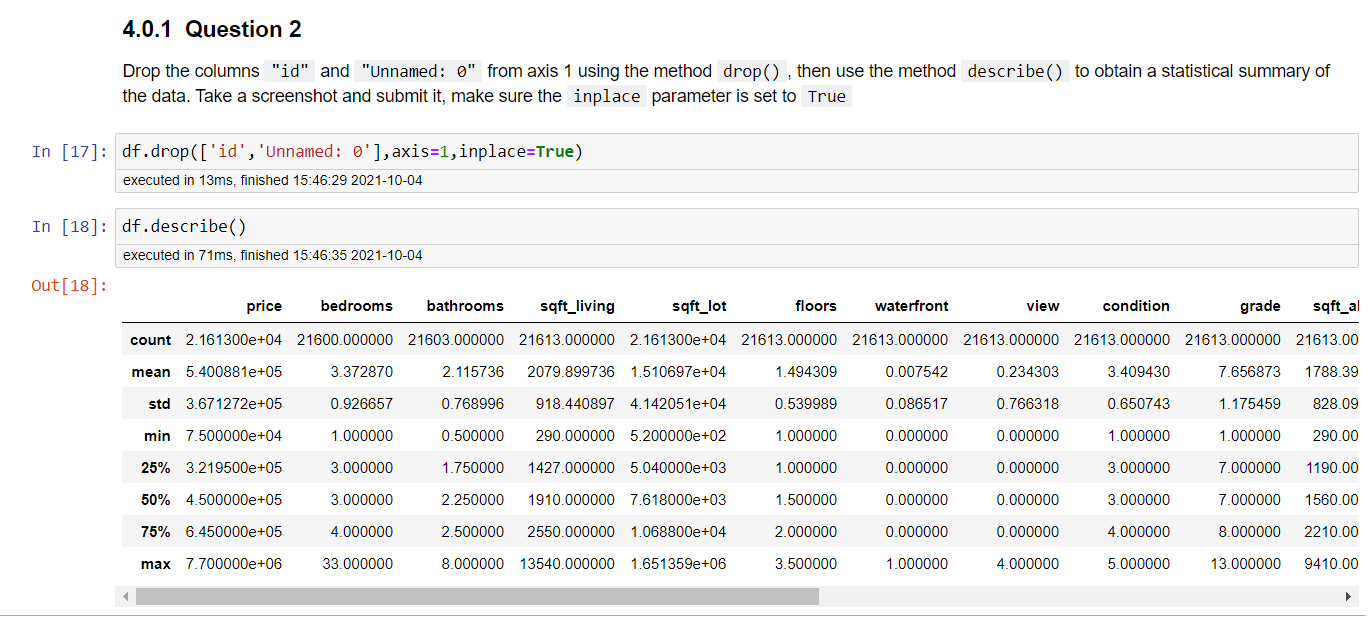 4.0.1 Question 2
Drop the columns "id" and "Unnamed: 0" from axis 1 using the method drop() , then use the method describe() to obtain a statistical summary of
the data. Take a screenshot and submit it, make sure the inplace parameter is set to True
In [17]: df.drop(['id','Unnamed: 0'],axis=1,inplace=True)
executed in 13ms, finished 15:46:29 2021-10-04
In [18]: df.describe()
executed in 71ms, finished 15:46:35 2021-10-04
Out[18]:
price bedrooms bathrooms sqft_living sqft_lot floors waterfront view condition grade sqft_a
count 2.161300e+04 21600.000000 21603.000000 21613.000000 2.161300e+04 21613.000000 21613.000000 21613.000000 21613.000000 21613.000000 21613.00
mean 5.400881e+05 3.372870 2.115736 2079.899736 1.510697e+04 1.494309 0.007542 0.234303 3.409430 7.656873 1788.39
std 3.671272e+05 0.926657 0.768996 918.440897 4.142051e+04 0.539989 0.086517 0.766318 0.650743 1.175459 828.09
min 7.500000e+04 1.000000 0.500000 290.000000 5.200000e+02 1.000000 0.000000 0.000000 1.000000 1.000000 290.00
25% 3.219500e+05 3.000000 1.750000 1427.000000 5.040000e+03 1.000000 0.000000 0.000000 3.000000 7.000000 1190.00
50% 4.500000e+05 3.000000 2.250000 1910.000000 7.618000e+03 1.500000 0.000000 0.000000 3.000000 7.000000 1560.00
75% 6.450000e+05 4.000000 2.500000 2550.000000 1.068800e+04 2.000000 0.000000 0.000000 4.000000 8.000000 2210.00
max 7.700000e+06 33.000000 8.000000 13540.000000 1.651359e+06 3.500000 1.000000 4.000000 5.000000 13.000000 9410.00